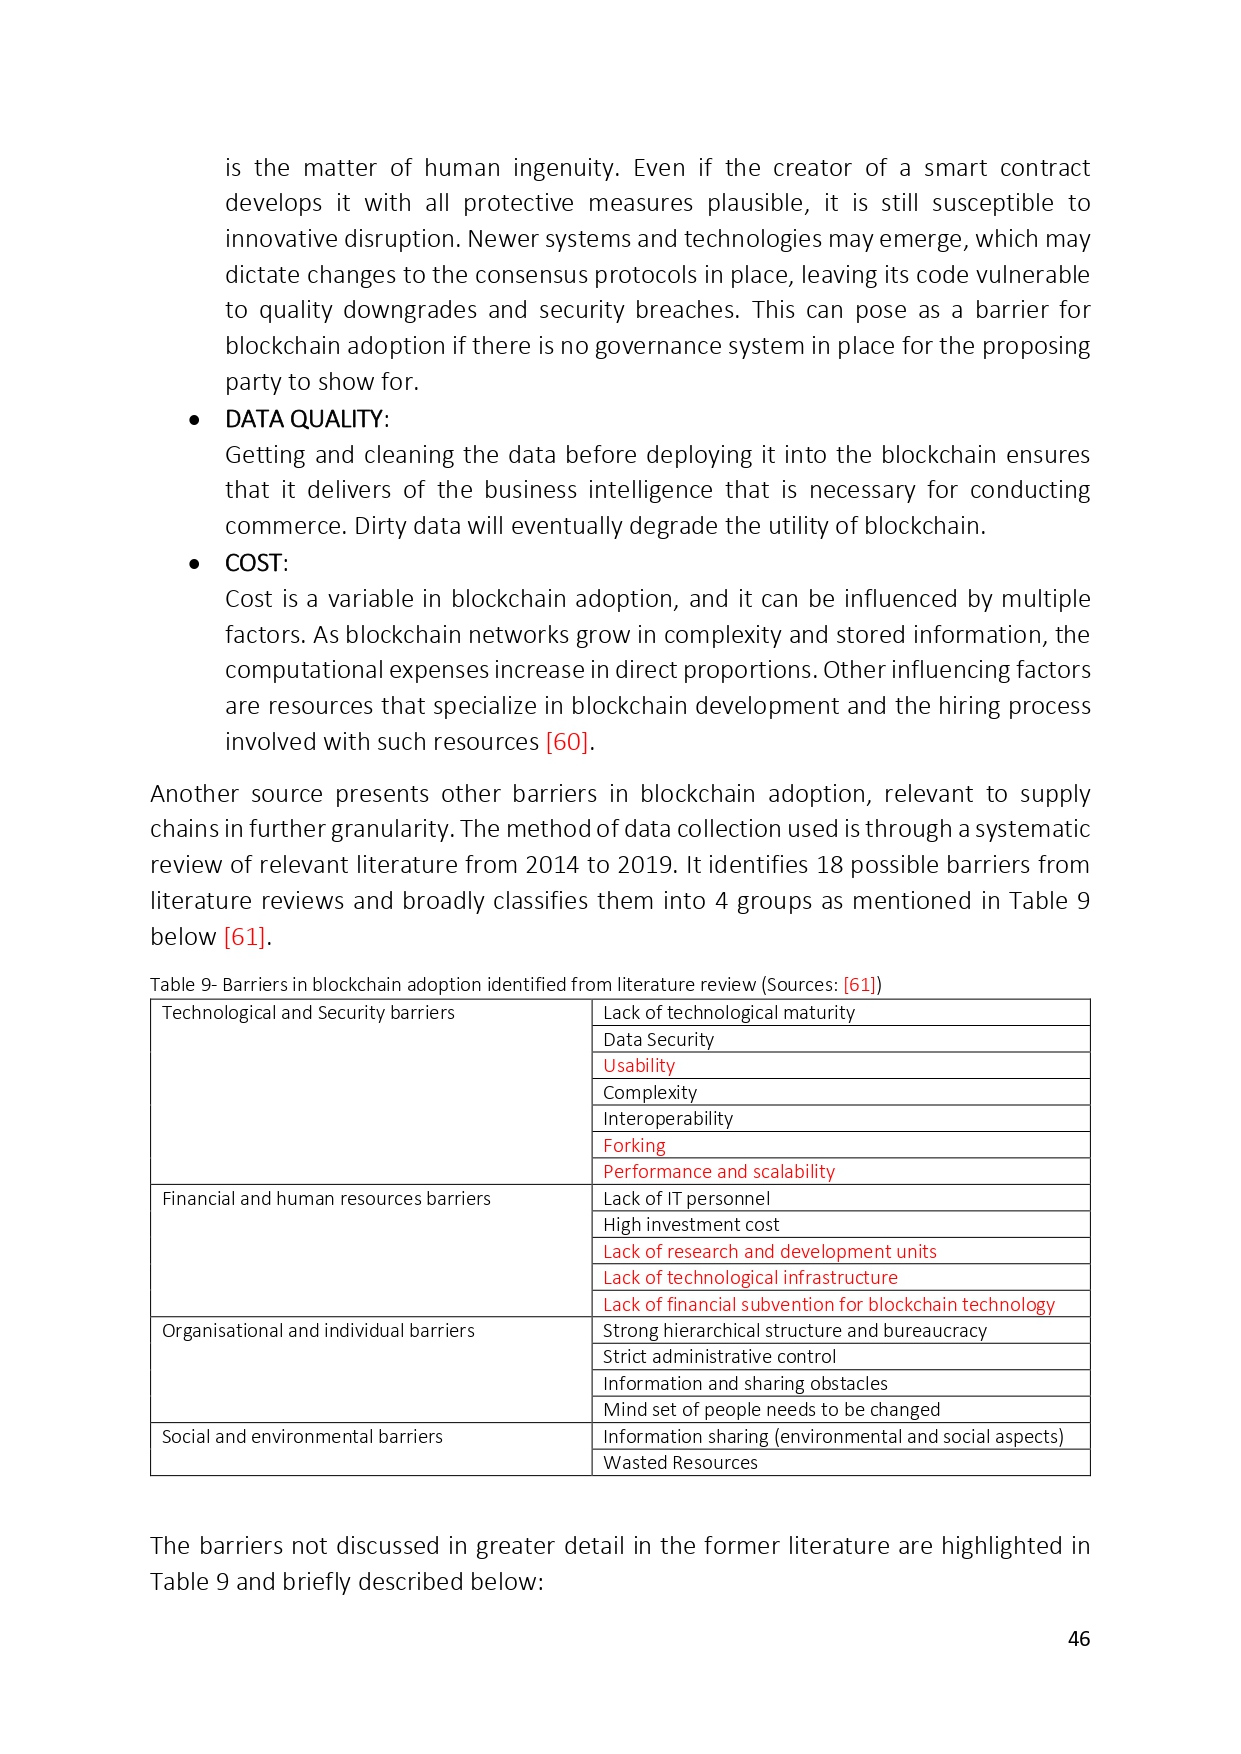 is the matter of human ingenuity. Even if the creator of a smart contract
develops it with all protective measures plausible, it is still susceptible to
innovative disruption. Newer systems and technologies may emerge, which may
dictate changes to the consensus protocols in place, leaving its code vulnerable
to quality downgrades and security breaches. This can pose as a barrier for
blockchain adoption if there is no governance system in place for the proposing
party to show for.
• DATA QUALITY:
Getting and cleaning the data before deploying it into the blockchain ensures
that it delivers of the business intelligence that is necessary for conducting
commerce. Dirty data will eventually degrade the utility of blockchain.
• COST:
Cost is a variable in blockchain adoption, and it can be influenced by multiple
factors. As blockchain networks grow in complexity and stored information, the
computational expenses increase in direct proportions. Other influencing factors
are resources that specialize in blockchain development and the hiring process
involved with such resources [60].
Another source presents other barriers in blockchain adoption, relevant to supply
chains in further granularity. The method of data collection used is through a systematic
review of relevant literature from 2014 to 2019. It identifies 18 possible barriers from
literature reviews and broadly classifies them into 4 groups as mentioned in Table 9
below [61].
Table 9- Barriers in blockchain adoption identified from literature review (Sources: [61])
Technological and Security barriers
Lack of technological maturity
Data Security
Usability
Complexity
Interoperability
Forking
Performance and scalability
Financial and human resources barriers
Lack of IT personnel
High investment cost
Lack of research and development units
Lack of technological infrastructure
Lack of financial subvention for blockchain technology
Organisational and individual barriers
Strong hierarchical structure and bureaucracy
Strict administrative control
Information and sharing obstacles
Mind set of people needs to be changed
Social and environmental barriers
Information sharing (environmental and social aspects)
Wasted Resources
The barriers not discussed in greater detail in the former literature are highlighted in
Table 9 and briefly described below:
46